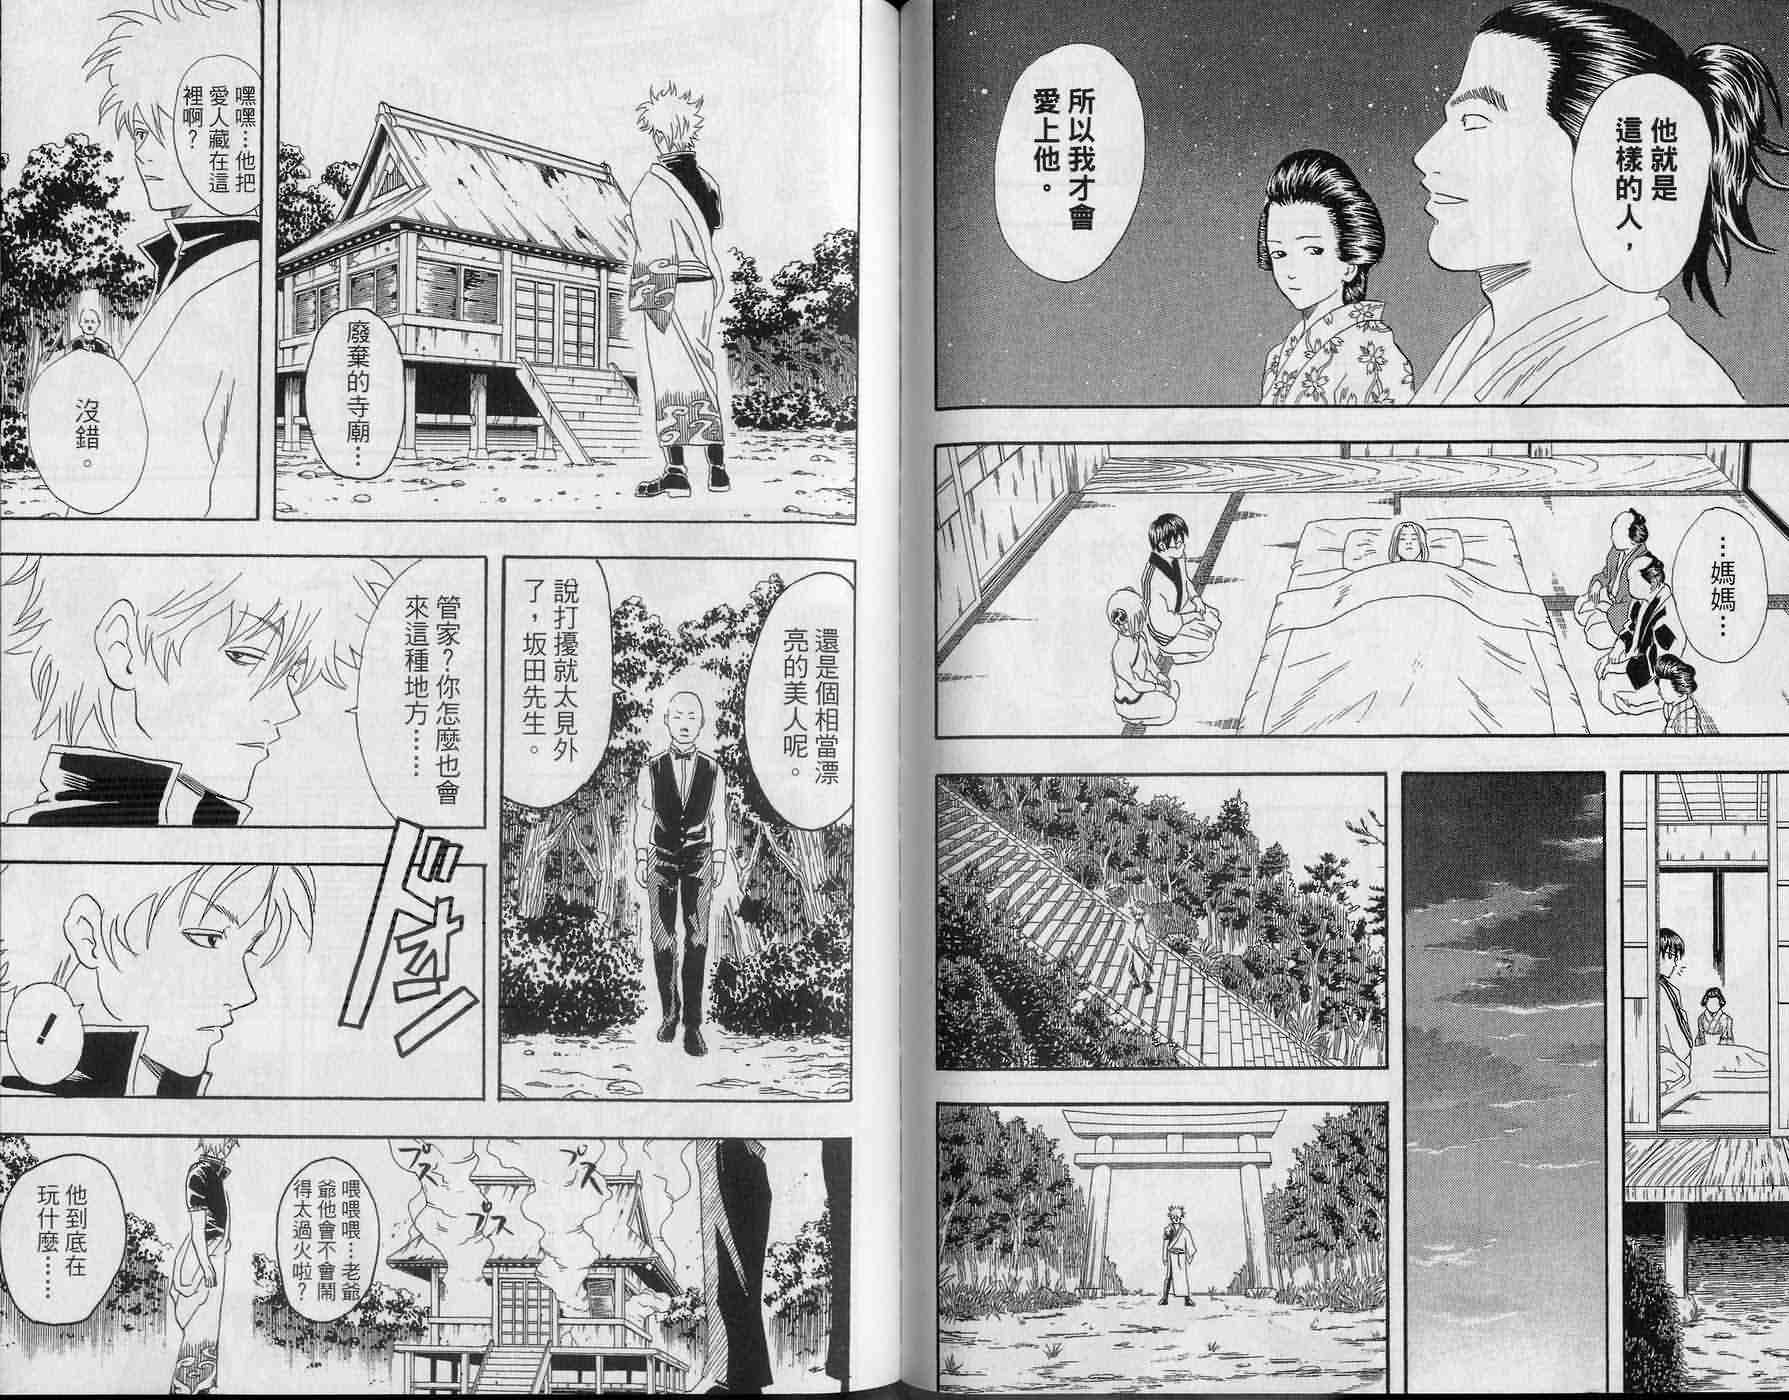 他就是
這樣的人，
所以我才會
愛上他。
…媽媽…
廢棄的寺廟…
嘿嘿…他把
愛人藏在這
裡啊？
沒錯。
還是個相當漂
亮的美人呢。
說打擾就太見外
了，坂田先生。
管家？你怎麼也會
來這種地方……
！
プス
プス
プス
喂喂喂…老爺
爺他會不會鬧
得太過火啦？
他到底在
玩什麼……